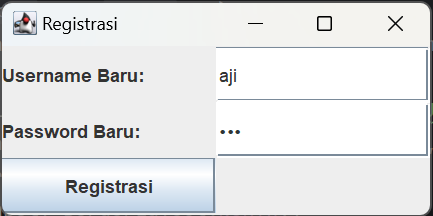 Registrasi
Username Baru: aji
Password Baru: •••
Registrasi